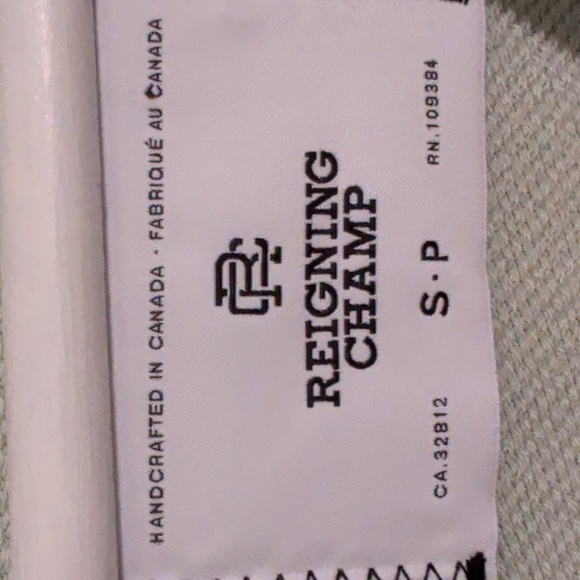 HANDCRAFTED IN CANADA · FABRIQUÉ AU CANADA
RC
REIGNING
CHAMP
CA.32812 S·P RN.109384